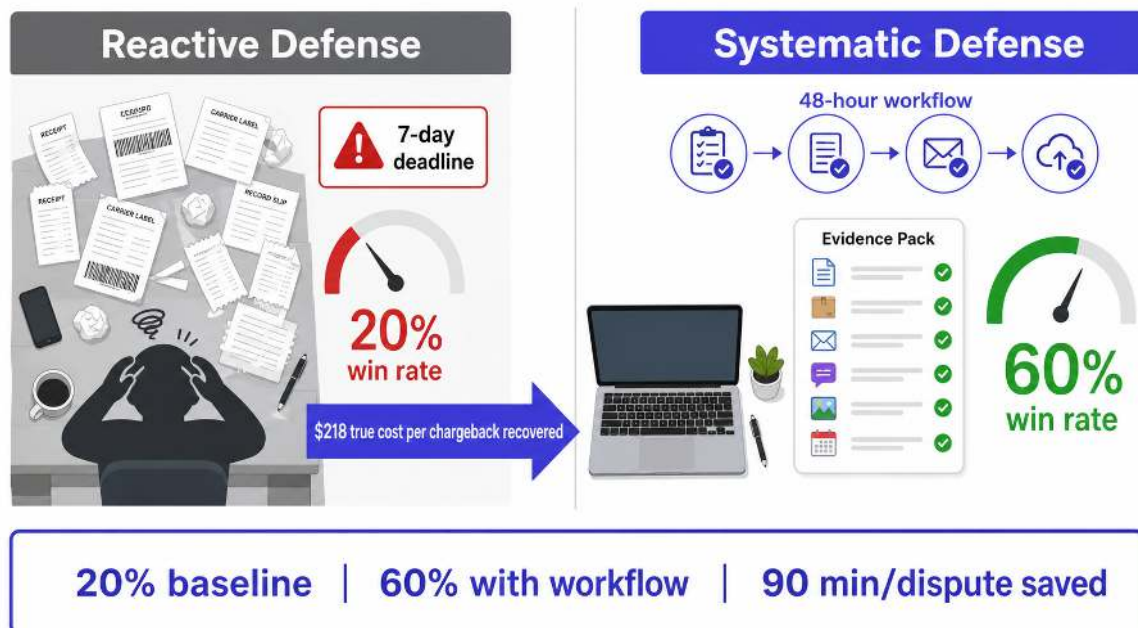 Reactive Defense
RECEIPT
CARRIER LABEL
RECEIPT
CARRIER LABEL
RECORD SLIP
7-day
deadline
20%
win rate
$218 true cost per chargeback recovered
Systematic Defense
48-hour workflow
Evidence Pack
60%
win rate
20% baseline | 60% with workflow | 90 min/dispute saved